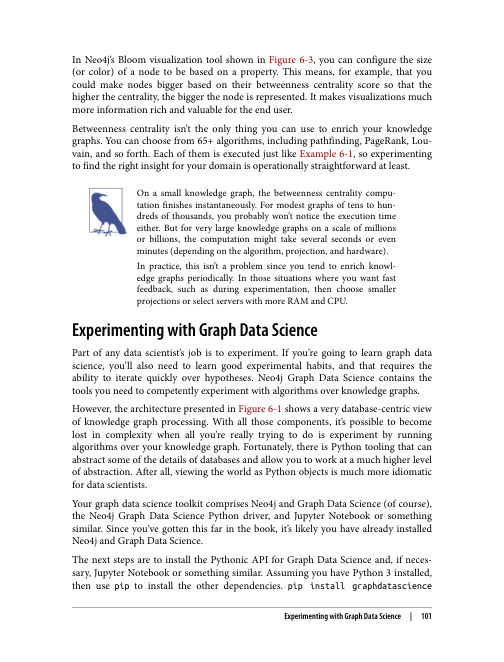 In Neo4j's Bloom visualization tool shown in Figure 6-3, you can configure the size
(or color) of a node to be based on a property. This means, for example, that you
could make nodes bigger based on their betweenness centrality score so that the
higher the centrality, the bigger the node is represented. It makes visualizations much
more information rich and valuable for the end user.
Betweenness centrality isn't the only thing you can use to enrich your knowledge
graphs. You can choose from 65+ algorithms, including pathfinding, PageRank, Lou-
vain, and so forth. Each of them is executed just like Example 6-1, so experimenting
to find the right insight for your domain is operationally straightforward at least.
On a small knowledge graph, the betweenness centrality compu-
tation finishes instantaneously. For modest graphs of tens to hun-
dreds of thousands, you probably won't notice the execution time
either. But for very large knowledge graphs on a scale of millions
or billions, the computation might take several seconds or even
minutes (depending on the algorithm, projection, and hardware).
In practice, this isn't a problem since you tend to enrich knowl-
edge graphs periodically. In those situations where you want fast
feedback, such as during experimentation, then choose smaller
projections or select servers with more RAM and CPU.
Experimenting with Graph Data Science
Part of any data scientist's job is to experiment. If you're going to learn graph data
science, you'll also need to learn good experimental habits, and that requires the
ability to iterate quickly over hypotheses. Neo4j Graph Data Science contains the
tools you need to competently experiment with algorithms over knowledge graphs.
However, the architecture presented in Figure 6-1 shows a very database-centric view
of knowledge graph processing. With all those components, it's possible to become
lost in complexity when all you're really trying to do is experiment by running
algorithms over your knowledge graph. Fortunately, there is Python tooling that can
abstract some of the details of databases and allow you to work at a much higher level
of abstraction. After all, viewing the world as Python objects is much more idiomatic
for data scientists.
Your graph data science toolkit comprises Neo4j and Graph Data Science (of course),
the Neo4j Graph Data Science Python driver, and Jupyter Notebook or something
similar. Since you've gotten this far in the book, it's likely you have already installed
Neo4j and Graph Data Science.
The next steps are to install the Pythonic API for Graph Data Science and, if neces-
sary, Jupyter Notebook or something similar. Assuming you have Python 3 installed,
then use pip to install the other dependencies. pip install graphdatascience
Experimenting with Graph Data Science | 101